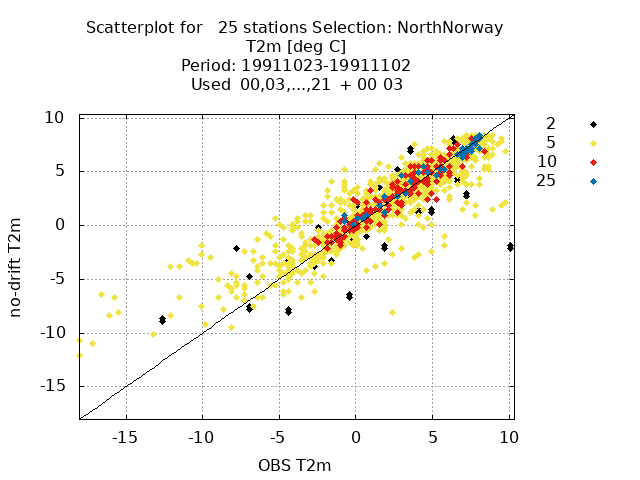 Scatterplot for   25 stations Selection: NorthNorway
T2m [deg C]
Period: 19911023-19911102
Used  00,03,...,21  + 00 03
no-drift T2m
10
5
0
-5
-10
-15
-15 -10 -5 0 5 10
OBS T2m
2
5
10
25